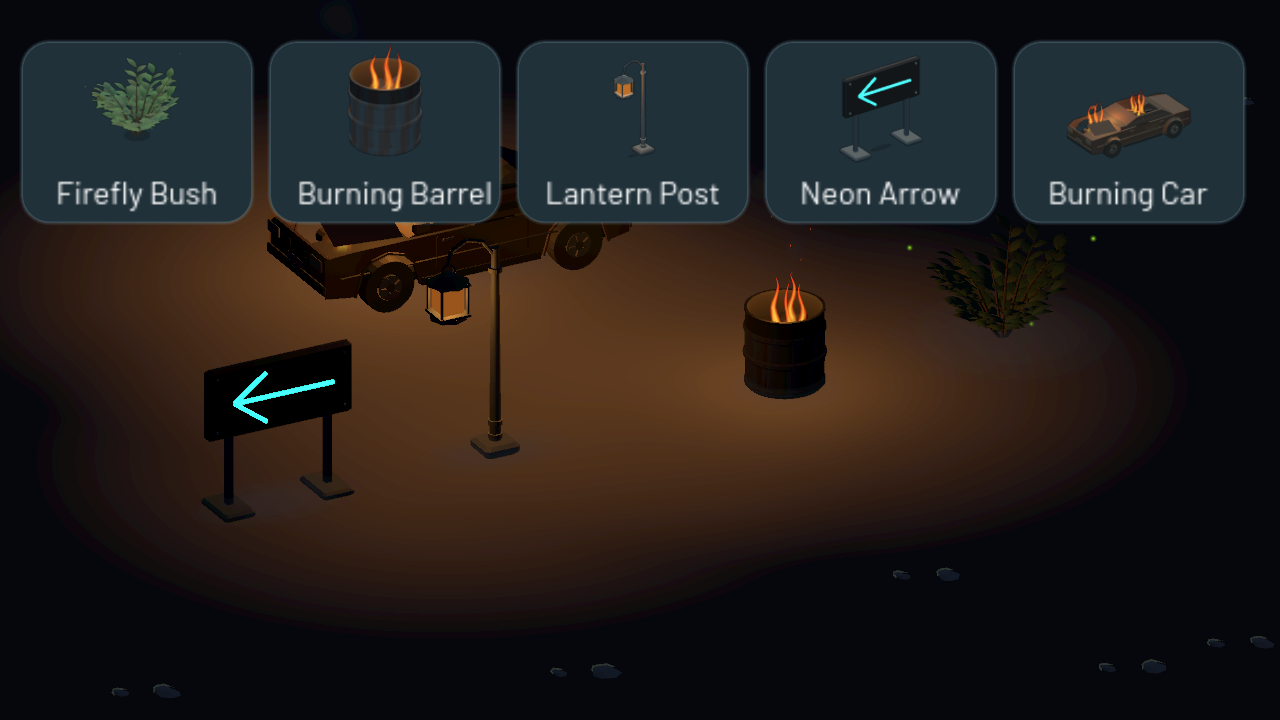 Firefly Bush
Burning Barrel
Lantern Post
Neon Arrow
Burning Car